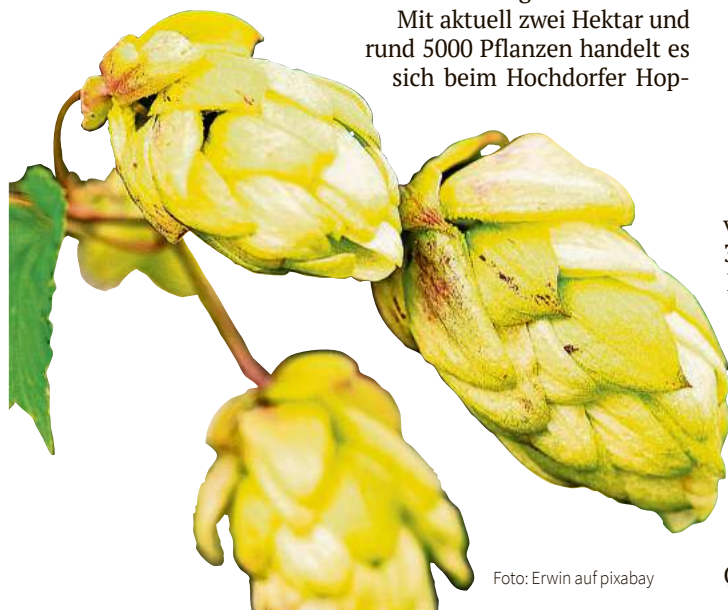 Mit aktuell zwei Hektar und
rund 5000 Pflanzen handelt es
sich beim Hochdorfer Hop-
Foto: Erwin auf pixabay